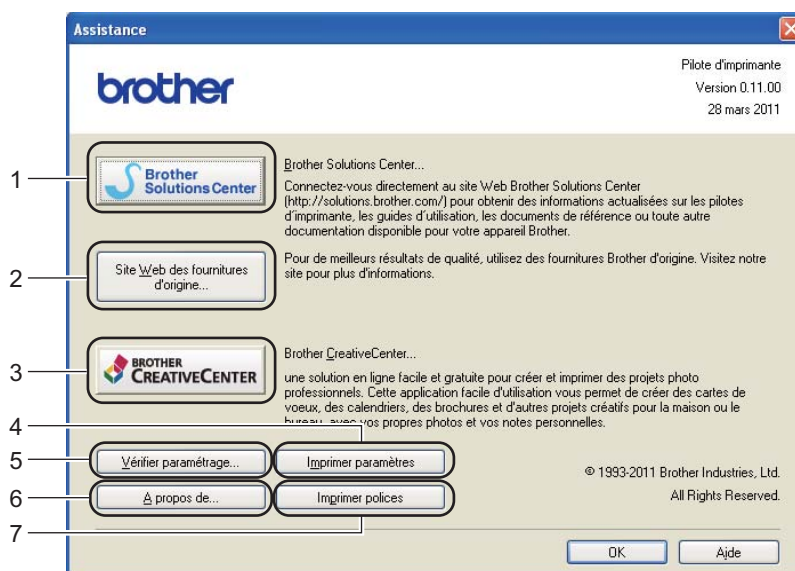 Assistance
brother
Pilote d'imprimante
Version 0.11.00
28 mars 2011
1
Brother
Solutions Center
Brother Solutions Center...
Connectez-vous directement au site Web Brother Solutions Center
(http://solutions.brother.com/) pour obtenir des informations actualisées sur les pilotes
d'imprimante, les guides d'utilisation, les documents de référence ou toute autre
documentation disponible pour votre appareil Brother.
2
Site Web des fournitures
d'origine...
Pour de meilleurs résultats de qualité, utilisez des fournitures Brother d'origine. Visitez notre
site pour plus d'informations.
3
BROTHER
CREATIVECENTER
Brother CreativeCenter...
une solution en ligne facile et gratuite pour créer et imprimer des projets photo
professionnels. Cette application facile d'utilisation vous permet de créer des cartes de
voeux, des calendriers, des brochures et d'autres projets créatifs pour la maison ou le
bureau, avec vos propres photos et vos notes personnelles.
4
5
Vérifier paramétrage...
Imprimer paramètres
© 1993-2011 Brother Industries, Ltd.
6
A propos de...
Imprimer polices
All Rights Reserved.
7
OK
Aide